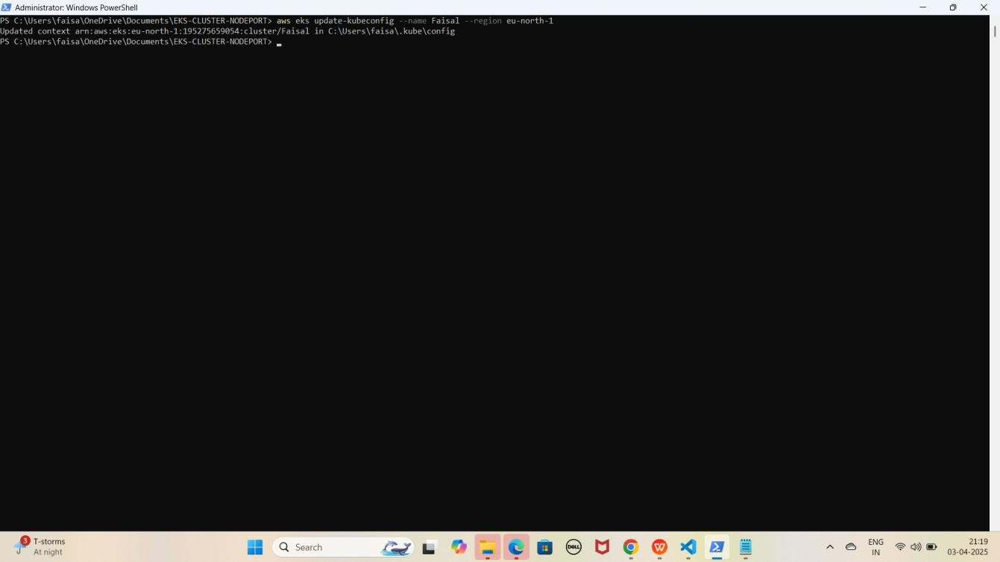 Administrator: Windows PowerShell
PS C:\Users\faisa\OneDrive\Documents\EKS-CLUSTER-NODEPORT> aws eks update-kubeconfig --name Faisal --region eu-north-1
Updated context arn:aws:eks:eu-north-1:195275659054:cluster/Faisal in C:\Users\faisa\.kube\config
PS C:\Users\faisa\OneDrive\Documents\EKS-CLUSTER-NODEPORT>
3
T-storms
At night
Search
DELL
W
ENG
IN
21:19
03-04-2025